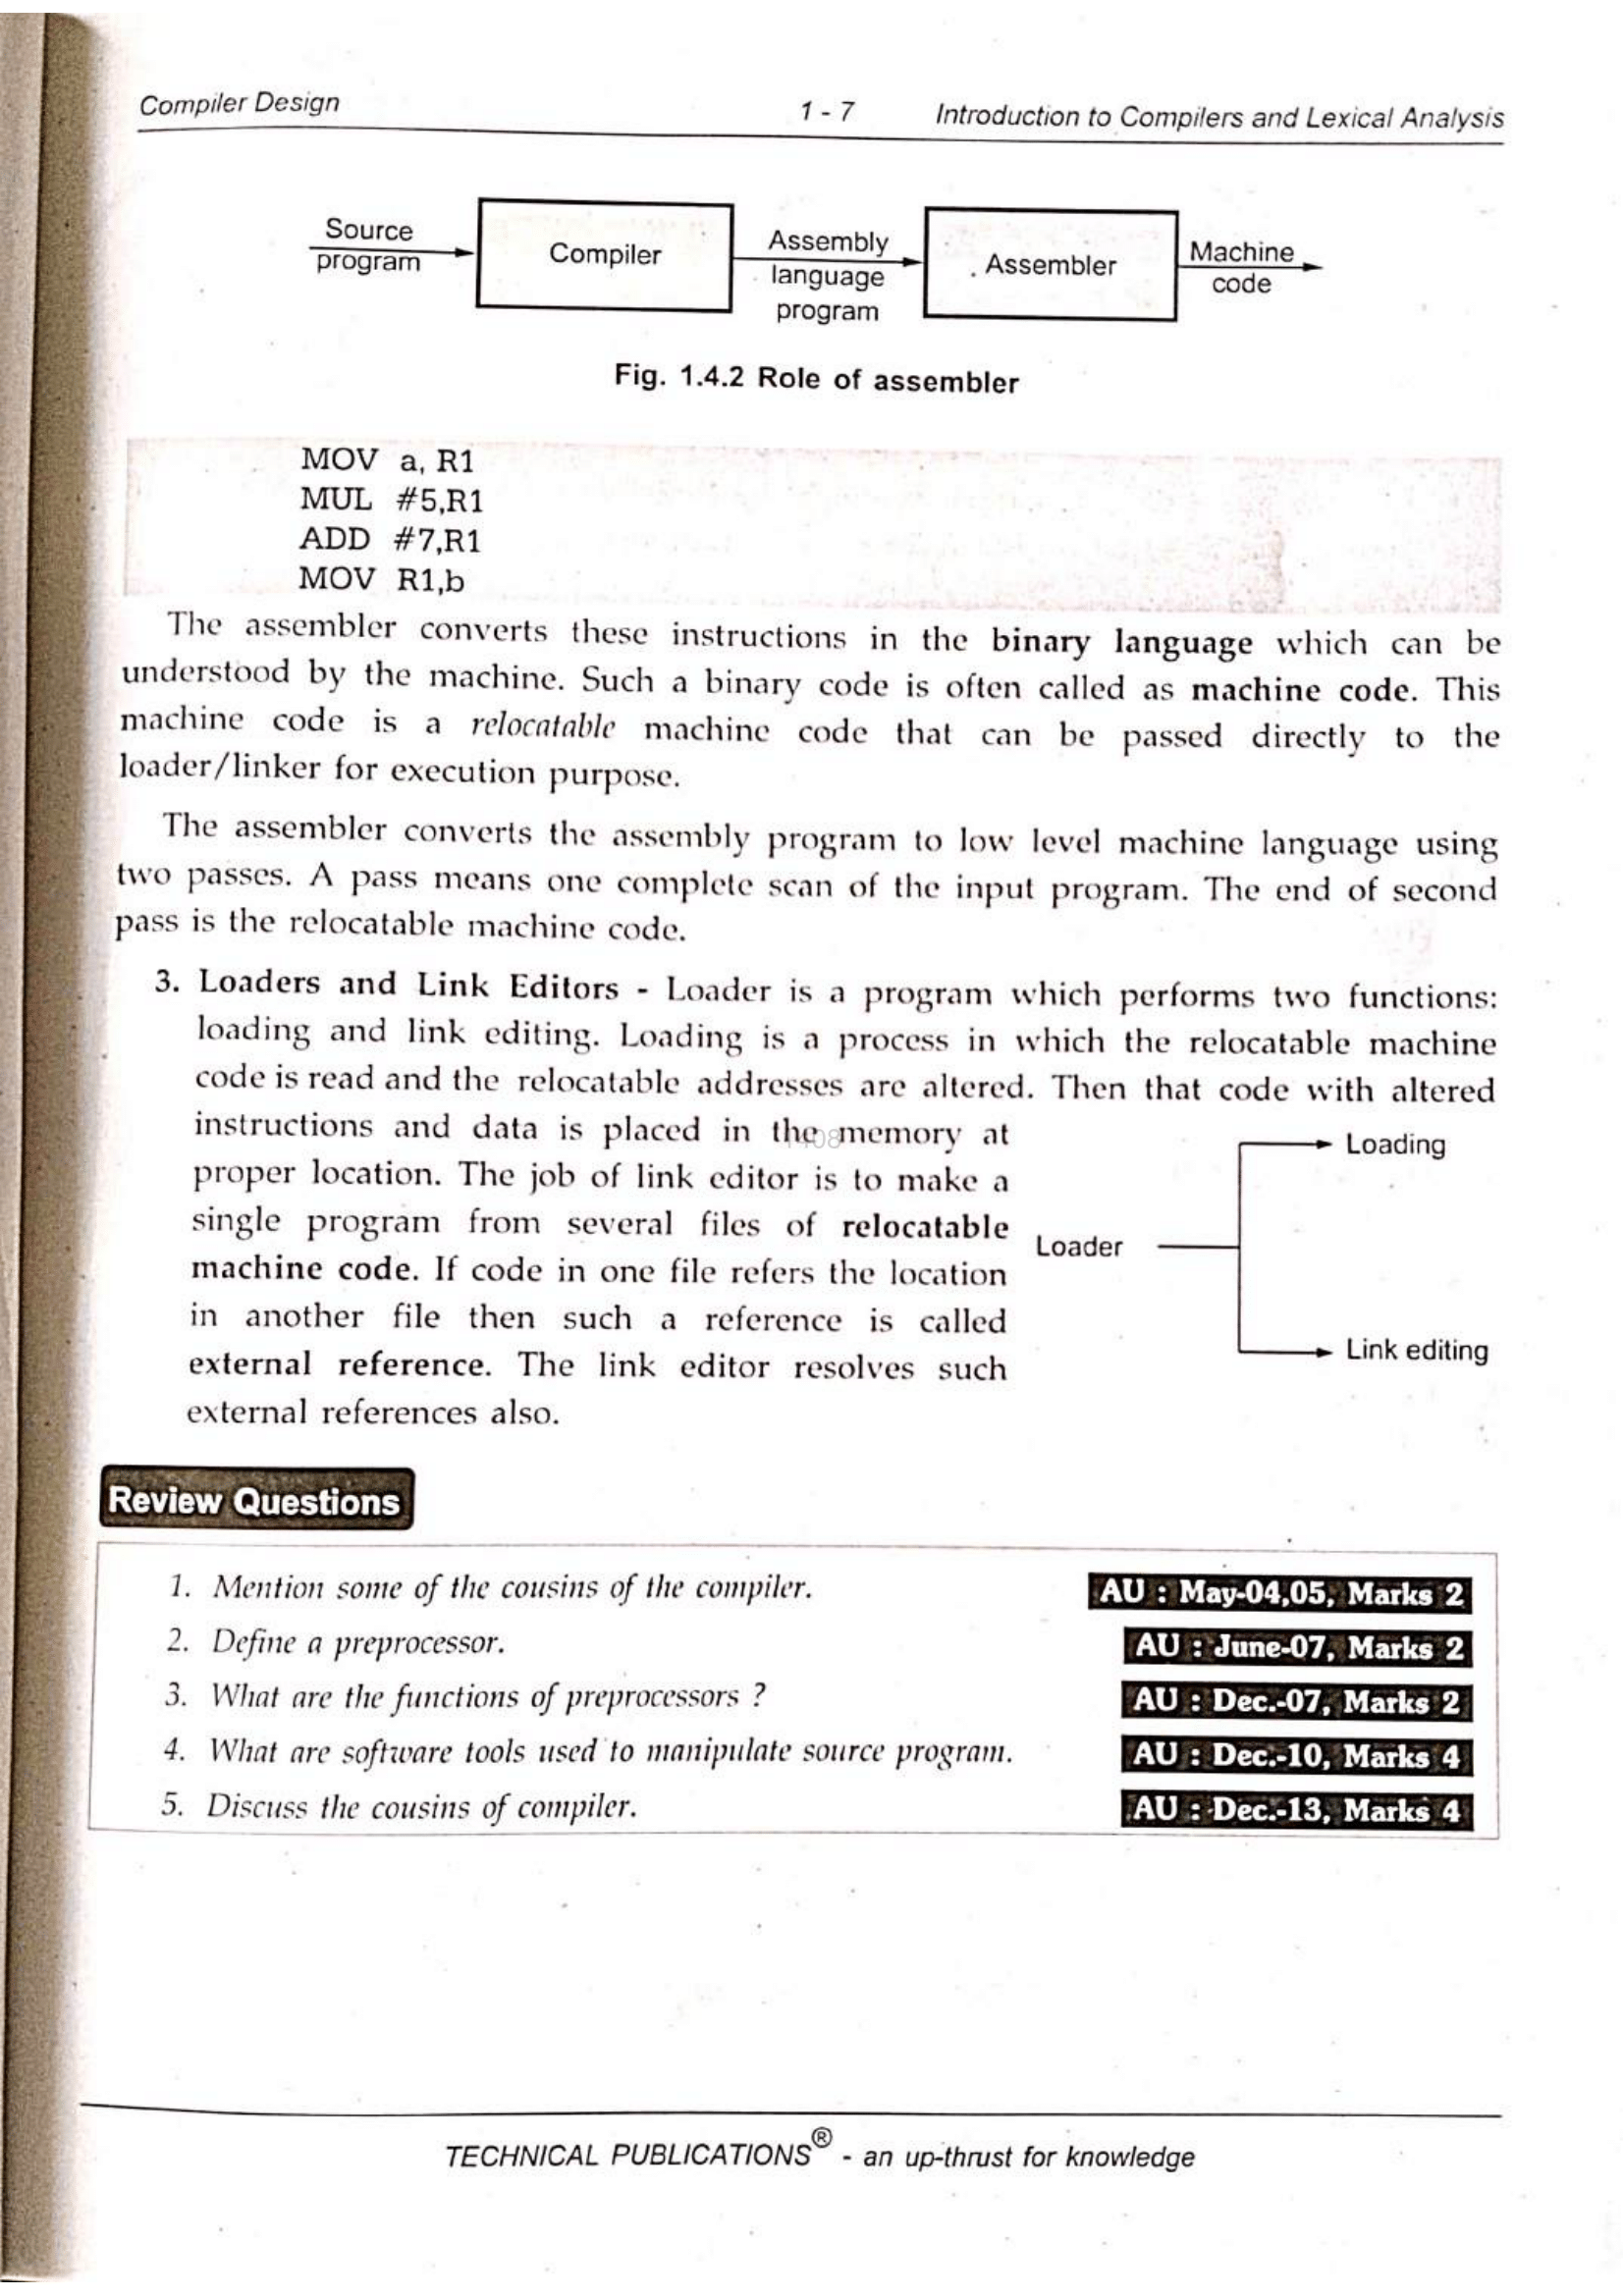 Compiler Design 1 - 7 Introduction to Compilers and Lexical Analysis
Source
program
Compiler
Assembly
language
program
Assembler
Machine
code
Fig. 1.4.2 Role of assembler
MOV a, R1
MUL #5,R1
ADD #7,R1
MOV R1,b
The assembler converts these instructions in the binary language which can be
understood by the machine. Such a binary code is often called as machine code. This
machine code is a relocatable machine code that can be passed directly to the
loader/linker for execution purpose.
The assembler converts the assembly program to low level machine language using
two passes. A pass means one complete scan of the input program. The end of second
pass is the relocatable machine code.
3. Loaders and Link Editors - Loader is a program which performs two functions:
loading and link editing. Loading is a process in which the relocatable machine
code is read and the relocatable addresses are altered. Then that code with altered
instructions and data is placed in the memory at
proper location. The job of link editor is to make a
single program from several files of relocatable
machine code. If code in one file refers the location
in another file then such a reference is called
external reference. The link editor resolves such
external references also.
Loading
Loader
Link editing
Review Questions
1. Mention some of the cousins of the compiler. AU : May-04,05, Marks 2
2. Define a preprocessor. AU : June-07, Marks 2
3. What are the functions of preprocessors ? AU : Dec.-07, Marks 2
4. What are software tools used to manipulate source program. AU : Dec.-10, Marks 4
5. Discuss the cousins of compiler. AU : Dec.-13, Marks 4
TECHNICAL PUBLICATIONS® - an up-thrust for knowledge